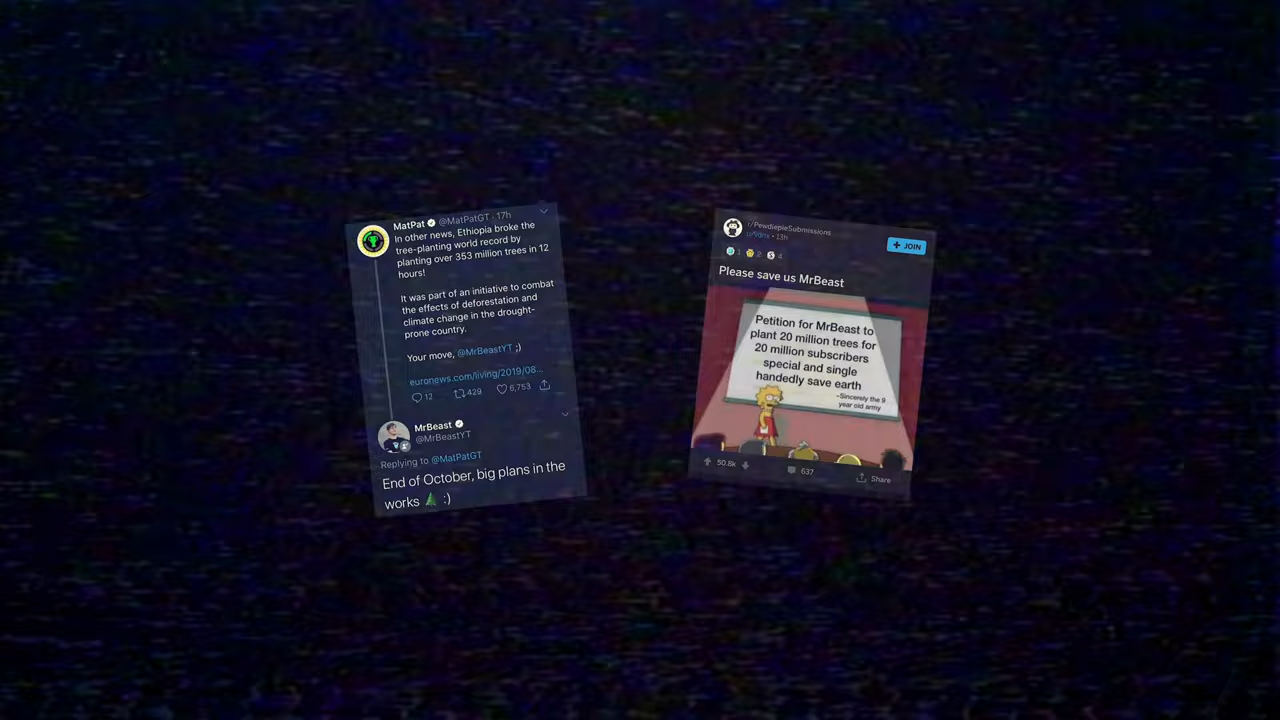 MatPat @MatPatGT · 17h
In other news, Ethiopia broke the
tree-planting world record by
planting over 353 million trees in 12
hours!
It was part of an initiative to combat
the effects of deforestation and
climate change in the drought-
prone country.
Your move, @MrBeastYT ;)
euronews.com/living/2019/08...
12 429 6,753
MrBeast
@MrBeastYT
Replying to @MatPatGT
End of October, big plans in the
works 🌲 :)
r/PewdiepieSubmissions
• 13h
1 2 4
+ JOIN
Please save us MrBeast
Petition for MrBeast to
plant 20 million trees for
20 million subscribers
special and single
handedly save earth
-Sincerely the 9
year old army
50.8k 637 Share